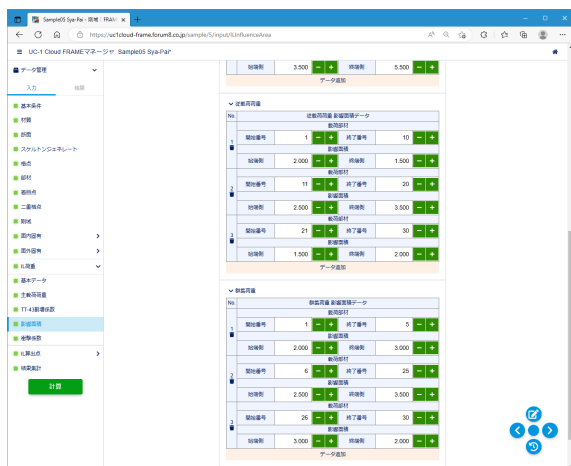 Sample05 Sya-Pai - 剛域 | FRAM
https://uc1cloud-frame.forum8.co.jp/sample/5/input/ILInfluenceArea
UC-1 Cloud FRAMEマネージャ Sample05 Sya-Pai*
データ管理
入力 結果
基本条件
材質
断面
スケルトンジェネレート
格点
部材
着目点
二重格点
剛域
面内固有
面外固有
IL荷重
基本データ
主載荷荷重
TT-43割増係数
影響面積
衝撃係数
IL算出点
結果集計
計算
始端側 3.500 － + 終端側 5.500 － +
データ追加
従載荷荷重
No. 従載荷荷重 影響面積データ
載荷部材
1 開始番号 1 － + 終了番号 10 － +
影響面積
始端側 2.000 － + 終端側 1.500 － +
載荷部材
2 開始番号 11 － + 終了番号 20 － +
影響面積
始端側 2.500 － + 終端側 3.500 － +
載荷部材
3 開始番号 21 － + 終了番号 30 － +
影響面積
始端側 1.500 － + 終端側 2.000 － +
データ追加
群集荷重
No. 群集荷重 影響面積データ
載荷部材
1 開始番号 1 － + 終了番号 5 － +
影響面積
始端側 2.000 － + 終端側 3.000 － +
載荷部材
2 開始番号 6 － + 終了番号 25 － +
影響面積
始端側 2.500 － + 終端側 3.500 － +
載荷部材
3 開始番号 26 － + 終了番号 30 － +
影響面積
始端側 3.000 － + 終端側 2.000 － +
データ追加